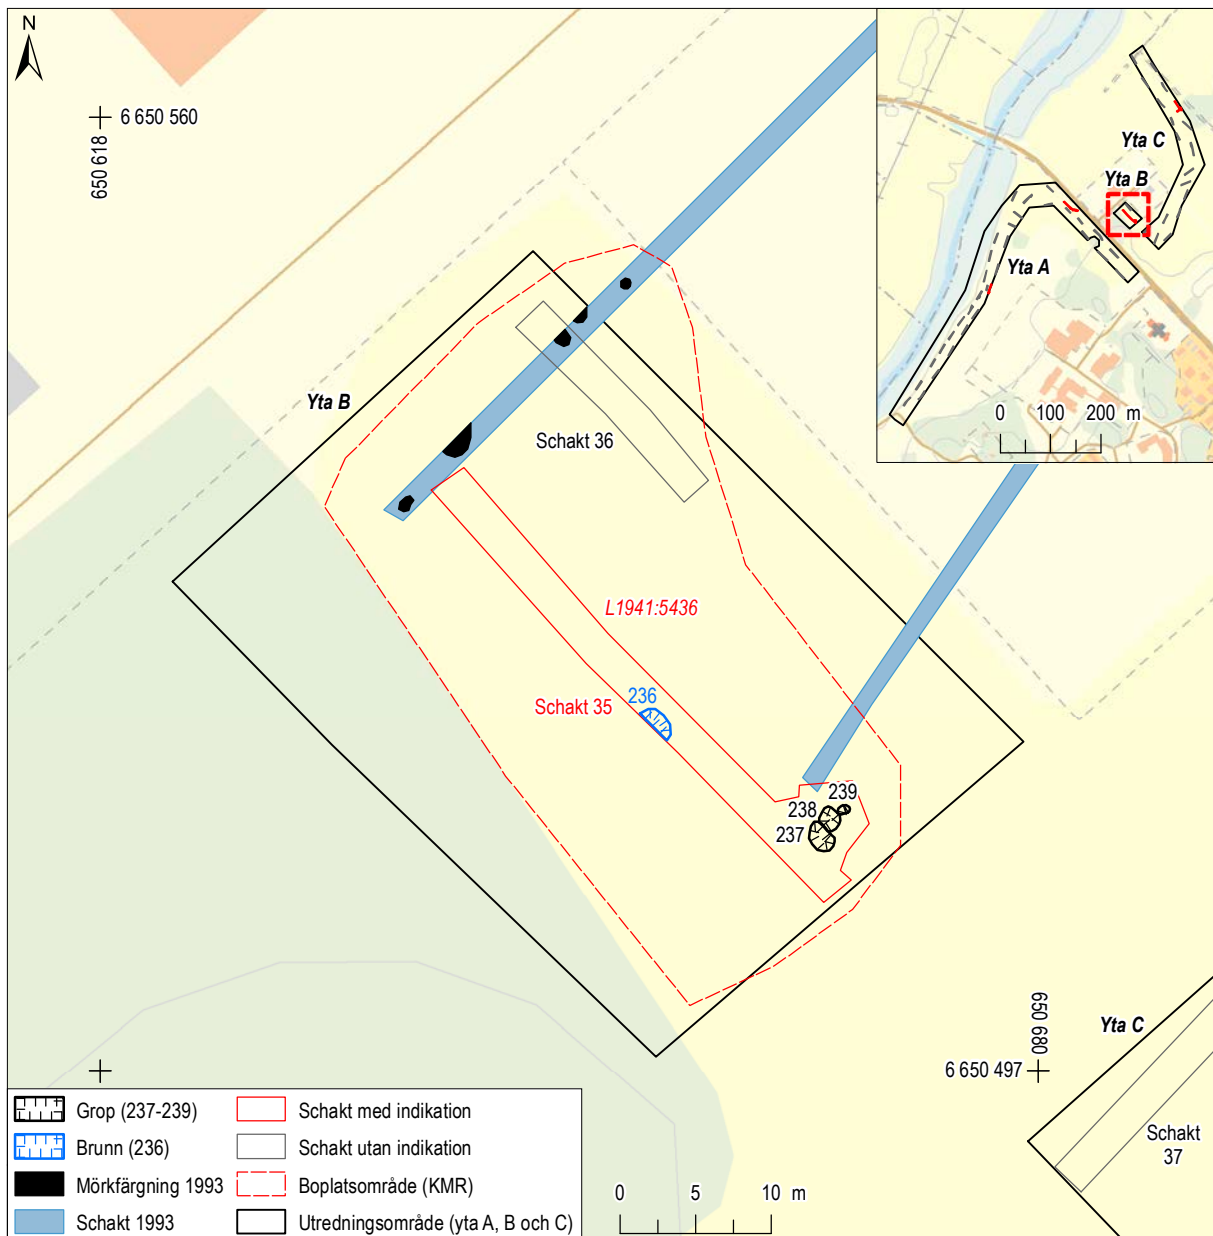 N
6 650 560
650 618
Yta C
Yta B
Yta A
0 100 200 m
Yta B
Schakt 36
L1941:5436
236
Schakt 35
239
238
237
650 680
6 650 497
Yta C
Schakt
37
Grop (237-239)
Brunn (236)
Mörkfärgning 1993
Schakt 1993
Schakt med indikation
Schakt utan indikation
Boplatsområde (KMR)
Utredningsområde (yta A, B och C)
0 5 10 m